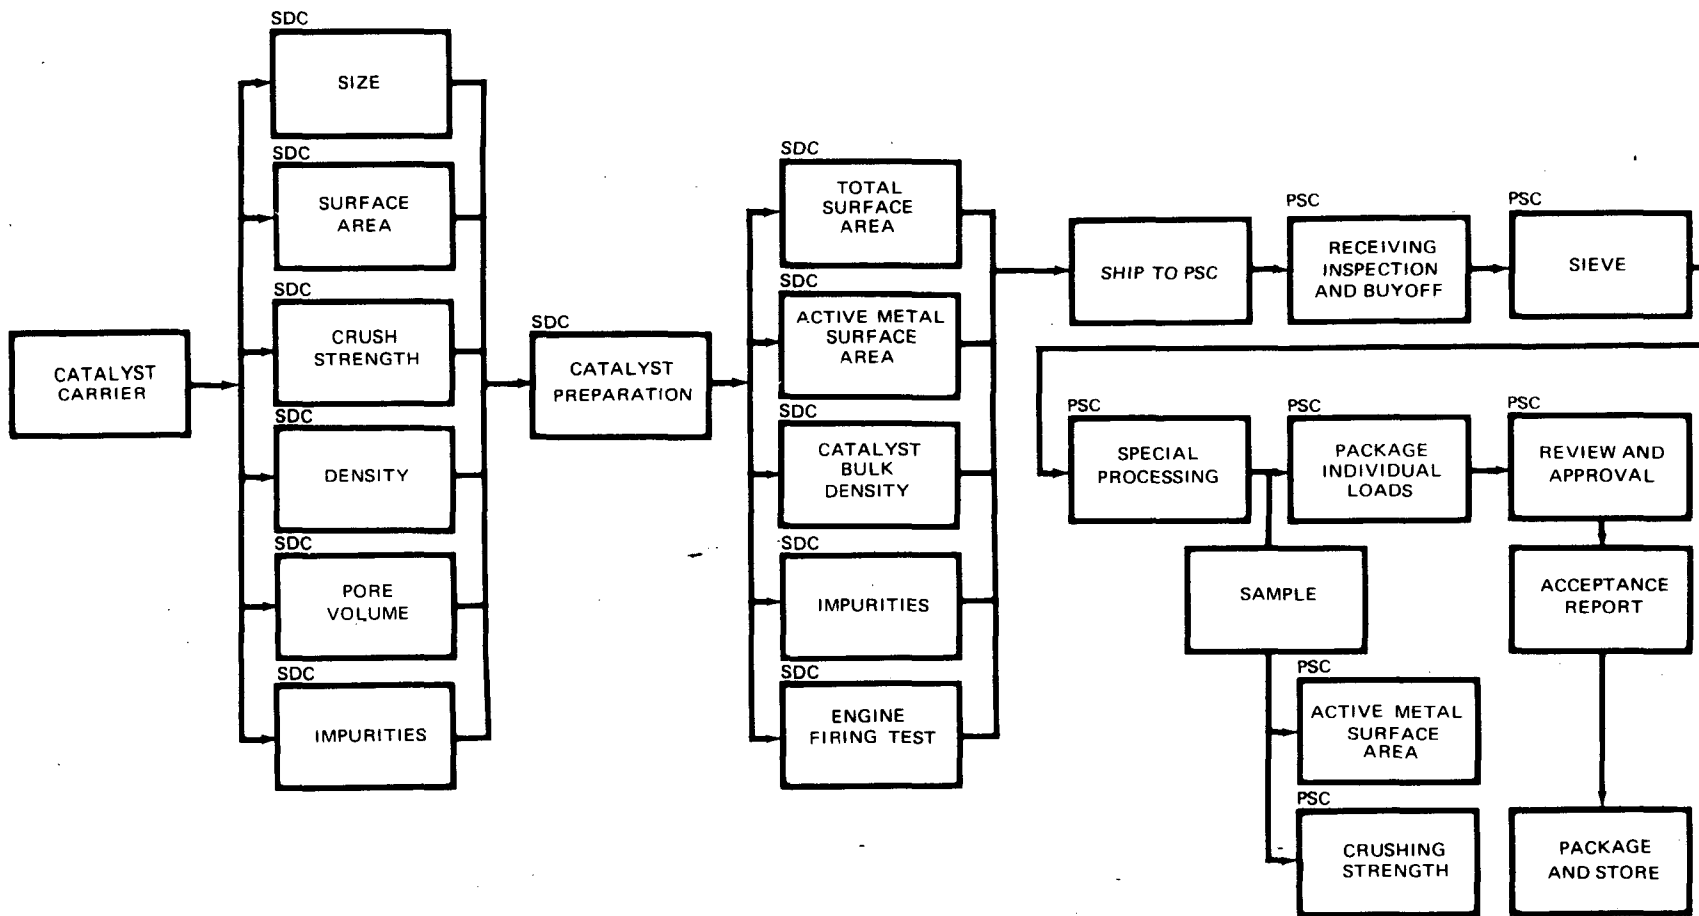 CATALYST
CARRIER
SDC
SIZE
SDC
SURFACE
AREA
SDC
CRUSH
STRENGTH
SDC
DENSITY
SDC
PORE
VOLUME
SDC
IMPURITIES
SDC
CATALYST
PREPARATION
SDC
TOTAL
SURFACE
AREA
SDC
ACTIVE METAL
SURFACE
AREA
SDC
CATALYST
BULK
DENSITY
SDC
IMPURITIES
SDC
ENGINE
FIRING TEST
SHIP TO PSC
PSC
RECEIVING
INSPECTION
AND BUYOFF
PSC
SIEVE
PSC
SPECIAL
PROCESSING
PSC
PACKAGE
INDIVIDUAL
LOADS
PSC
REVIEW AND
APPROVAL
SAMPLE
ACCEPTANCE
REPORT
PSC
ACTIVE METAL
SURFACE
AREA
PSC
CRUSHING
STRENGTH
PACKAGE
AND STORE